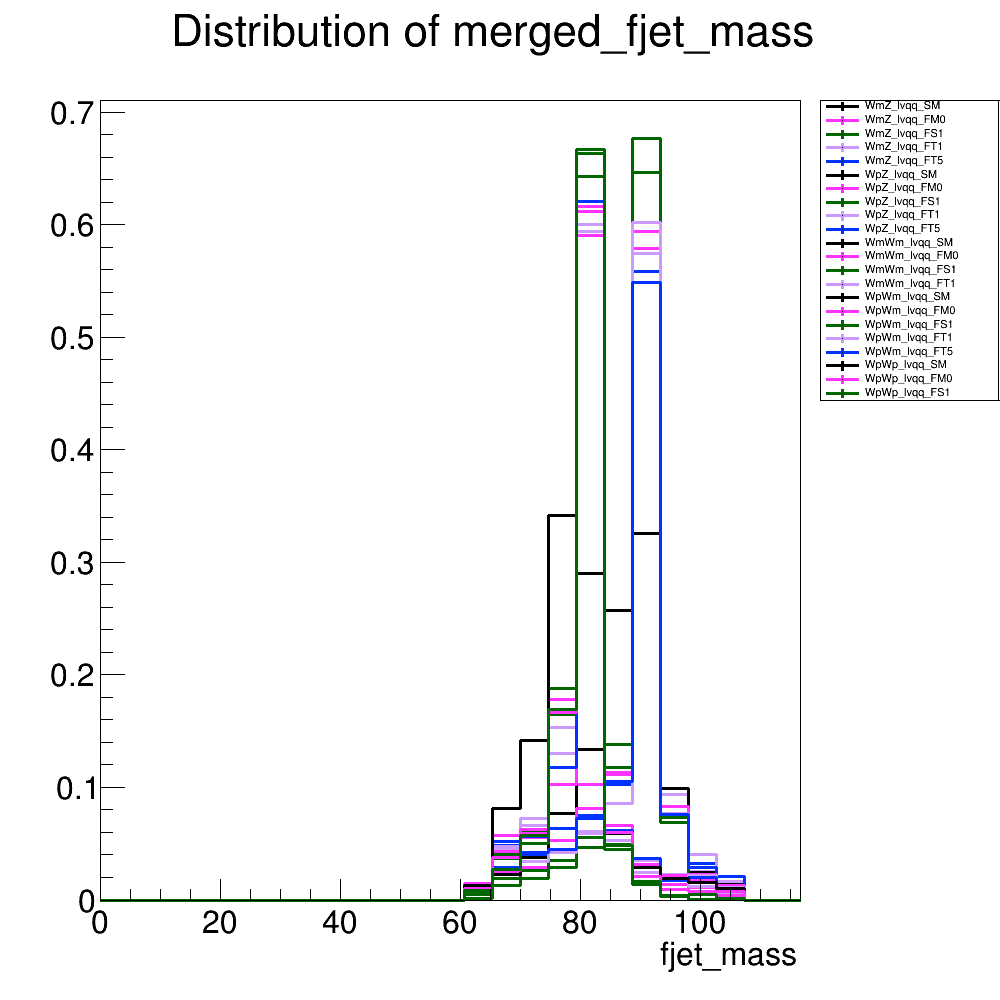 Distribution of merged_fjet_mass
0.7
0.6
0.5
0.4
0.3
0.2
0.1
0
0 20 40 60 80 100
fjet_mass
WmZ_lvqq_SM
WmZ_lvqq_FM0
WmZ_lvqq_FS1
WmZ_lvqq_FT1
WmZ_lvqq_FT5
WpZ_lvqq_SM
WpZ_lvqq_FM0
WpZ_lvqq_FS1
WpZ_lvqq_FT1
WpZ_lvqq_FT5
WmWm_lvqq_SM
WmWm_lvqq_FM0
WmWm_lvqq_FS1
WmWm_lvqq_FT1
WpWm_lvqq_SM
WpWm_lvqq_FM0
WpWm_lvqq_FS1
WpWm_lvqq_FT1
WpWm_lvqq_FT5
WpWp_lvqq_SM
WpWp_lvqq_FM0
WpWp_lvqq_FS1